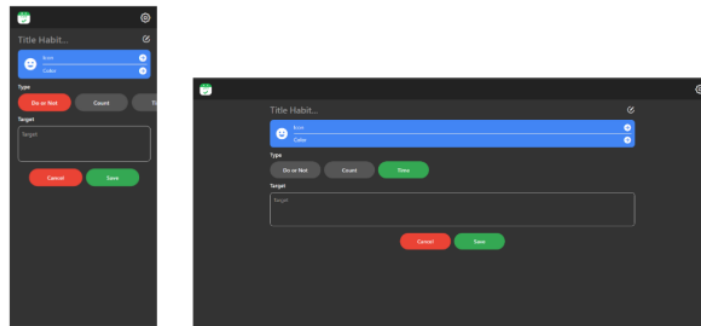 Title Habit...
Icon
Color
Type
Do or Not
Count
Ti
Target
Target
Cancel
Save
Title Habit...
Icon
Color
Type
Do or Not
Count
Time
Target
Target
Cancel
Save